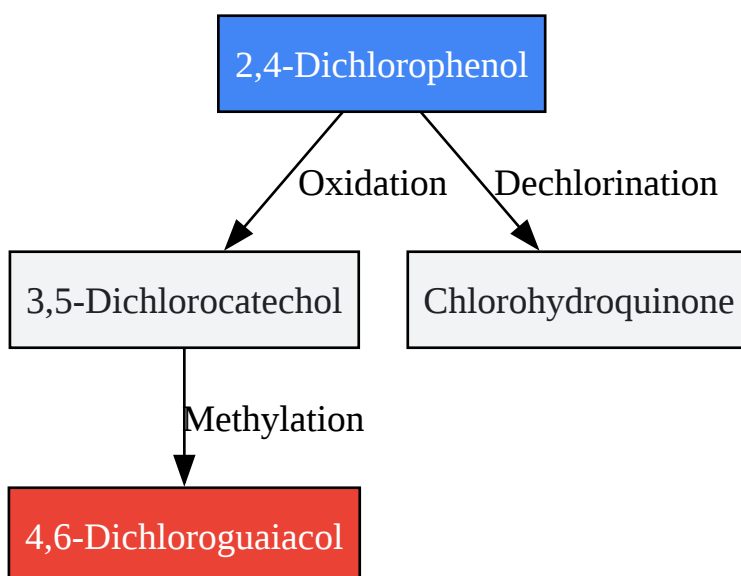 2,4-Dichlorophenol
Oxidation
Dechlorination
3,5-Dichlorocatechol
Chlorohydroquinone
Methylation
4,6-Dichloroguaiacol